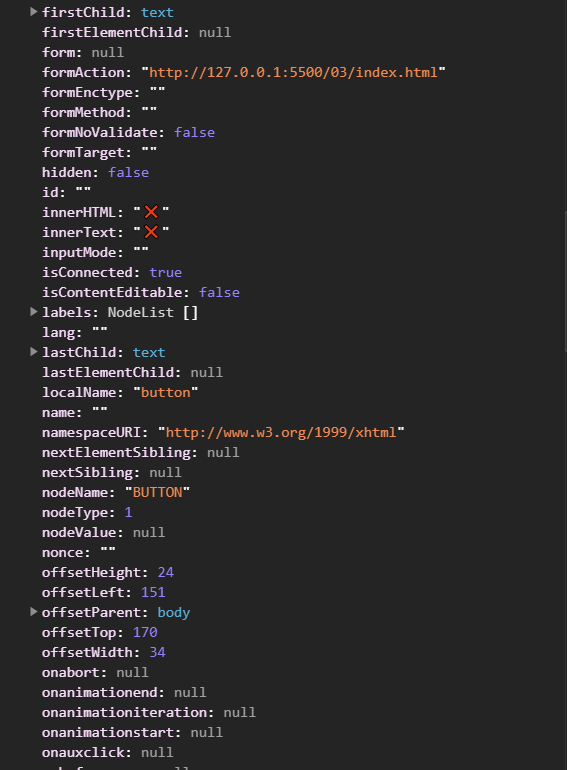 firstChild: text
firstElementChild: null
form: null
formAction: "http://127.0.0.1:5500/03/index.html"
formEnctype: ""
formMethod: ""
formNoValidate: false
formTarget: ""
hidden: false
id: ""
innerHTML: "❌"
innerText: "❌"
inputMode: ""
isConnected: true
isContentEditable: false
labels: NodeList []
lang: ""
lastChild: text
lastElementChild: null
localName: "button"
name: ""
namespaceURI: "http://www.w3.org/1999/xhtml"
nextElementSibling: null
nextSibling: null
nodeName: "BUTTON"
nodeType: 1
nodeValue: null
nonce: ""
offsetHeight: 24
offsetLeft: 151
offsetParent: body
offsetTop: 170
offsetWidth: 34
onabort: null
onanimationend: null
onanimationiteration: null
onanimationstart: null
onauxclick: null